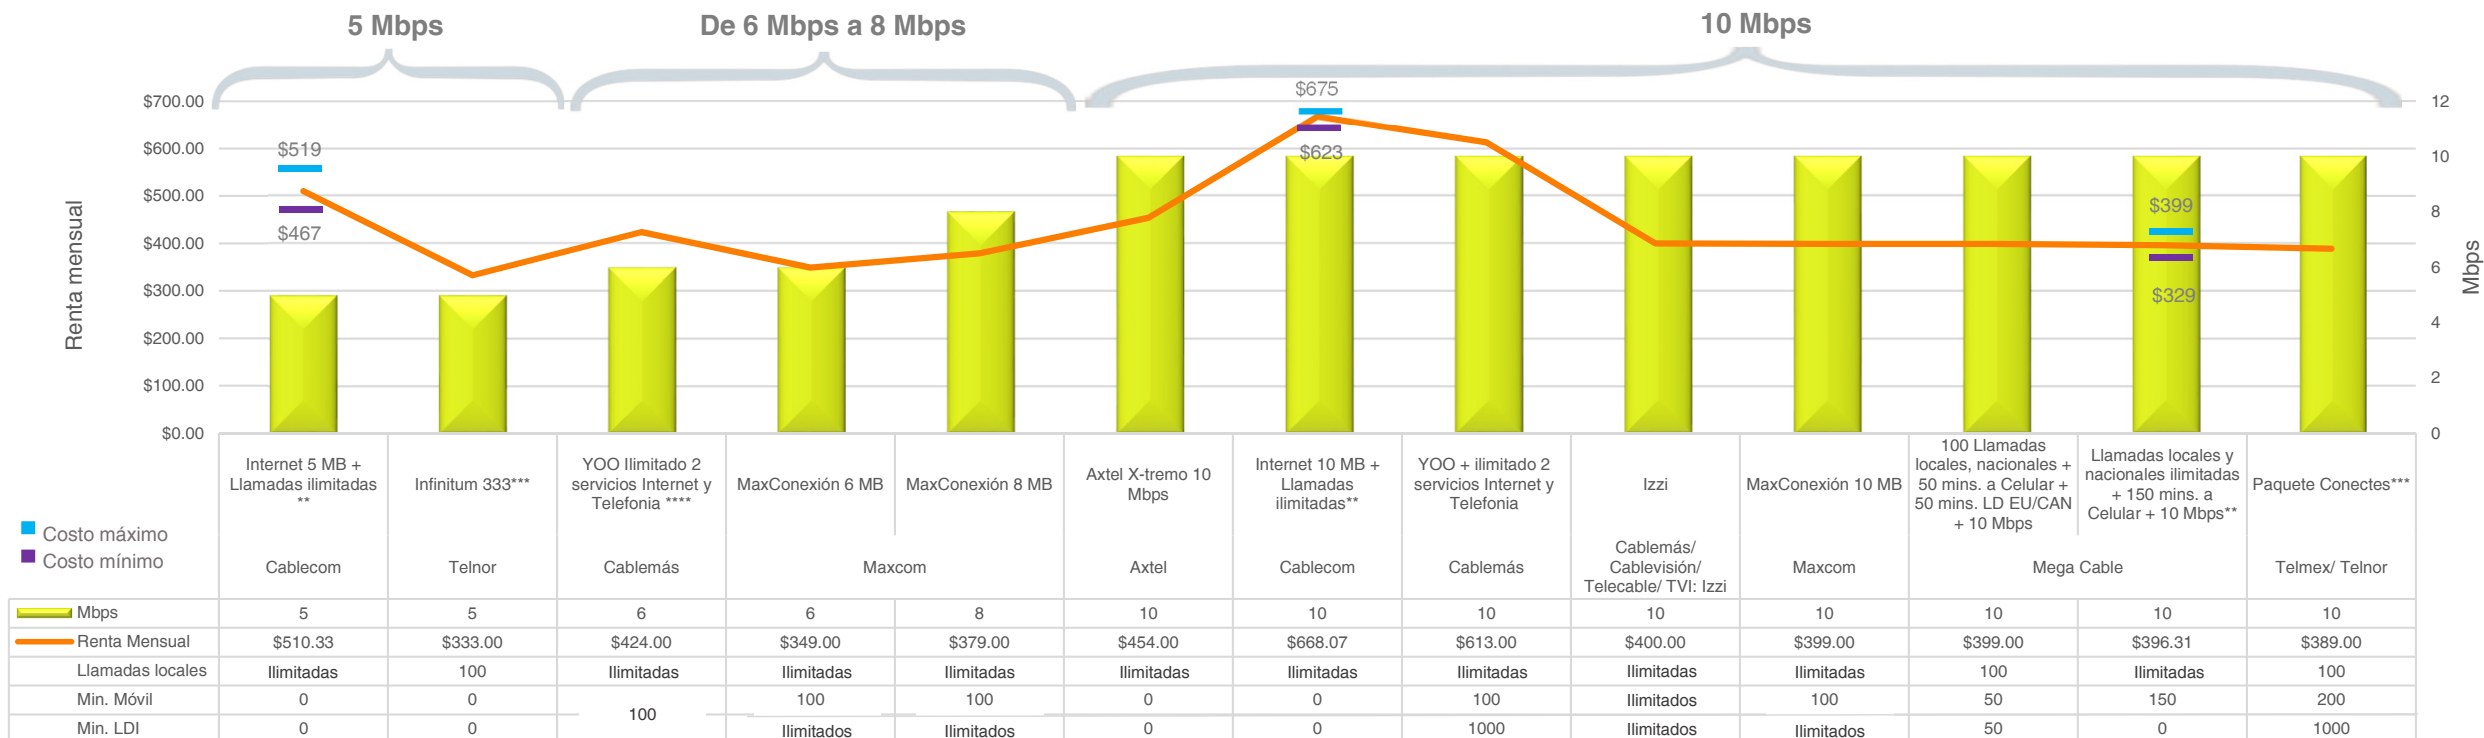 5 Mbps
De 6 Mbps a 8 Mbps
10 Mbps
$700.00
$600.00
$500.00
$400.00
$300.00
$200.00
$100.00
$0.00
Renta mensual
12
10
8
6
4
2
0
Mbps
$519
$467
$675
$623
$399
$329
Costo máximo
Costo mínimo
Internet 5 MB +
Llamadas ilimitadas
**
Infinitum 333***
YOO Ilimitado 2
servicios Internet y
Telefonia ****
MaxConexión 6 MB
MaxConexión 8 MB
Axtel X-tremo 10
Mbps
Internet 10 MB +
Llamadas
ilimitadas**
YOO + ilimitado 2
servicios Internet y
Telefonia
Izzi
MaxConexión 10 MB
100 Llamadas
locales, nacionales +
50 mins. a Celular +
50 mins. LD EU/CAN
+ 10 Mbps
Llamadas locales y
nacionales ilimitadas
+ 150 mins. a
Celular + 10 Mbps**
Paquete Conectes***
Cablecom
Telnor
Cablemás
Maxcom
Axtel
Cablecom
Cablemás
Cablemás/
Cablevisión/
Telecable/ TVI: Izzi
Maxcom
Mega Cable
Telmex/ Telnor
Mbps 5 5 6 6 8 10 10 10 10 10 10 10 10
Renta Mensual $510.33 $333.00 $424.00 $349.00 $379.00 $454.00 $668.07 $613.00 $400.00 $399.00 $399.00 $396.31 $389.00
Llamadas locales Ilimitadas 100 Ilimitadas Ilimitadas Ilimitadas Ilimitadas Ilimitadas Ilimitadas Ilimitadas Ilimitadas 100 Ilimitadas 100
Min. Móvil 0 0 100 100 100 0 0 100 Ilimitados 100 50 150 200
Min. LDI 0 0 Ilimitados Ilimitados 0 0 1000 Ilimitados Ilimitados 50 0 1000